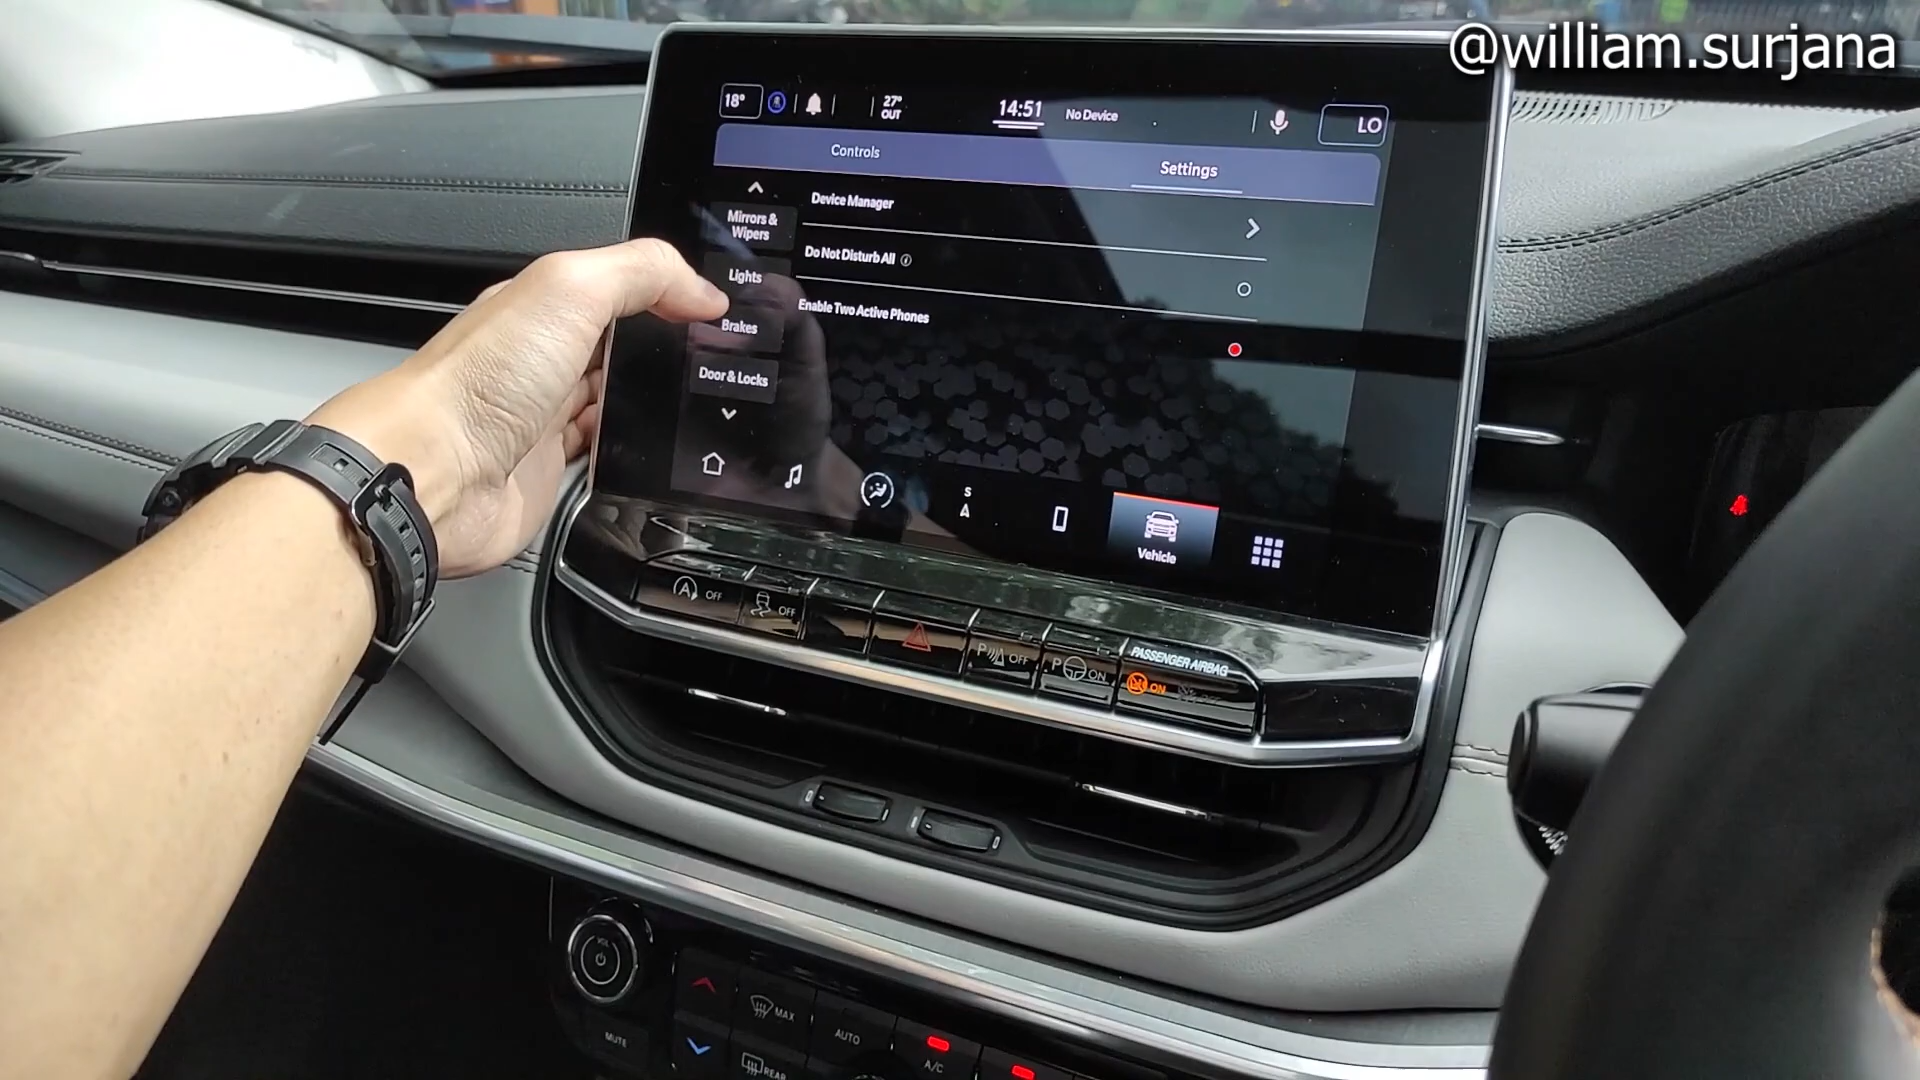 @william.surjana
18°
27°
OUT
14:51
No Device
LO
Controls
Settings
Mirrors &
Wipers
Lights
Brakes
Door & Locks
Device Manager
Do Not Disturb All
Enable Two Active Phones
S
A
Vehicle
A OFF
OFF
P OFF
P ON
PASSENGER AIRBAG
ON
OFF
VOL
MUTE
MAX
REAR
AUTO
A/C